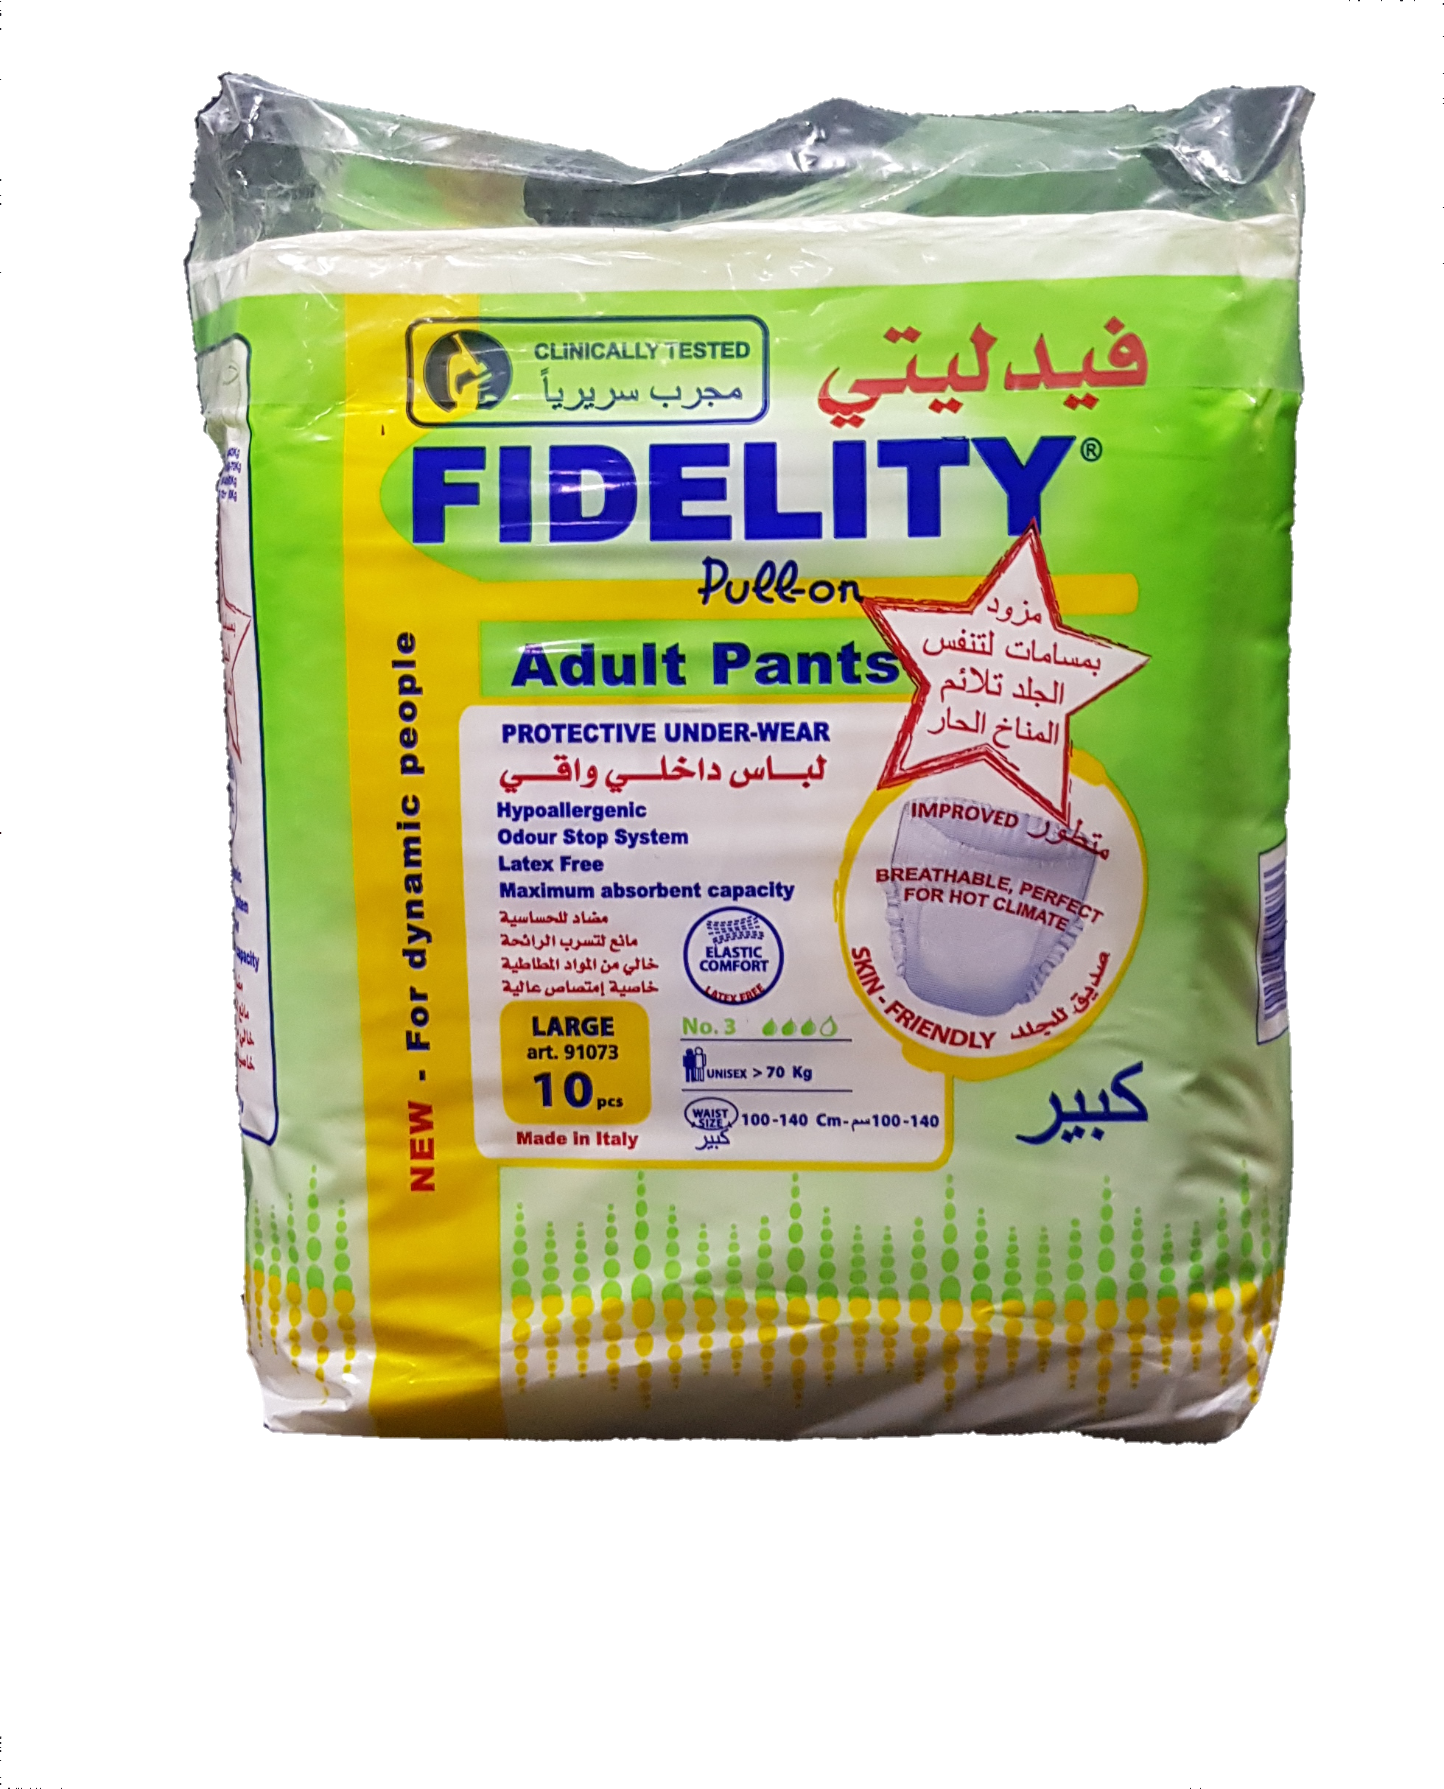 CLINICALLY TESTED
مجرب سريرياً
فيدليتي
FIDELITY®
Pull-on
Adult Pants
مزود
بمسامات لتنفس
الجلد تلائم
المناخ الحار
NEW - For dynamic people
PROTECTIVE UNDER-WEAR
لباس داخلي واقي
Hypoallergenic
Odour Stop System
Latex Free
Maximum absorbent capacity
مضاد للحساسية
مانع لتسرب الرائحة
خالي من المواد المطاطية
خاصية إمتصاص عالية
ELASTIC
COMFORT
LATEX FREE
IMPROVED متطور
BREATHABLE, PERFECT
FOR HOT CLIMATE
SKIN - FRIENDLY صديق للجلد
LARGE
art. 91073
10 pcs
Made in Italy
No. 3
UNISEX > 70 Kg
WAIST
SIZE
كبير
100-140 Cm-سم100-140
كبير